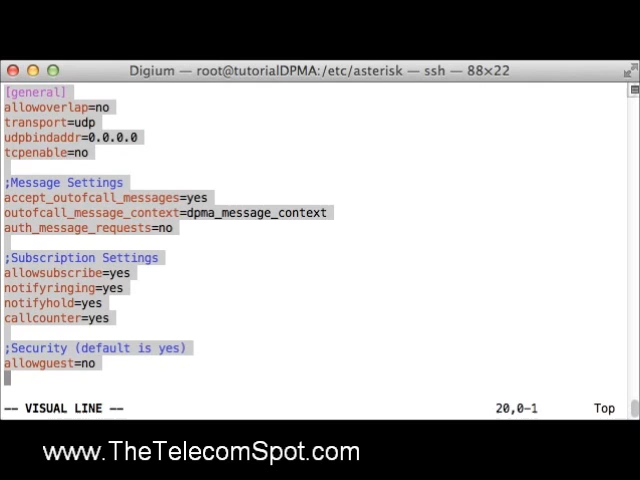 Digium — root@tutorialDPMA:/etc/asterisk — ssh — 88×22
[general]
allowoverlap=no
transport=udp
udpbindaddr=0.0.0.0
tcpenable=no
;Message Settings
accept_outofcall_messages=yes
outofcall_message_context=dpma_message_context
auth_message_requests=no
;Subscription Settings
allowsubscribe=yes
notifyringing=yes
notifyhold=yes
callcounter=yes
;Security (default is yes)
allowguest=no
-- VISUAL LINE -- 20,0-1 Top
www.TheTelecomSpot.com